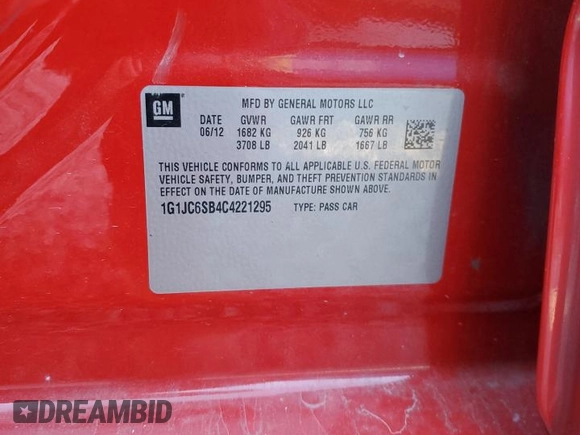 GM
MFD BY GENERAL MOTORS LLC
DATE GVWR GAWR FRT GAWR RR
06/12 1682 KG 926 KG 756 KG
3708 LB 2041 LB 1667 LB
THIS VEHICLE CONFORMS TO ALL APPLICABLE U.S. FEDERAL MOTOR
VEHICLE SAFETY, BUMPER, AND THEFT PREVENTION STANDARDS IN
EFFECT ON THE DATE OF MANUFACTURE SHOWN ABOVE.
1G1JC6SB4C4221295 TYPE: PASS CAR
DREAMBID